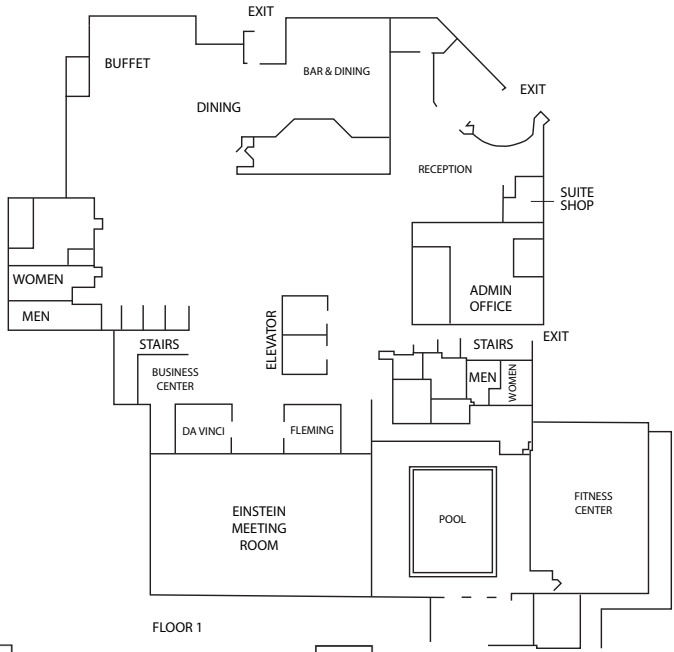 EXIT
BUFFET
BAR & DINING
EXIT
DINING
RECEPTION
SUITE
SHOP
WOMEN
ADMIN
OFFICE
MEN
ELEVATOR
STAIRS
STAIRS
EXIT
BUSINESS
CENTER
MEN
WOMEN
DA VINCI
FLEMING
EINSTEIN
MEETING
ROOM
POOL
FITNESS
CENTER
FLOOR 1